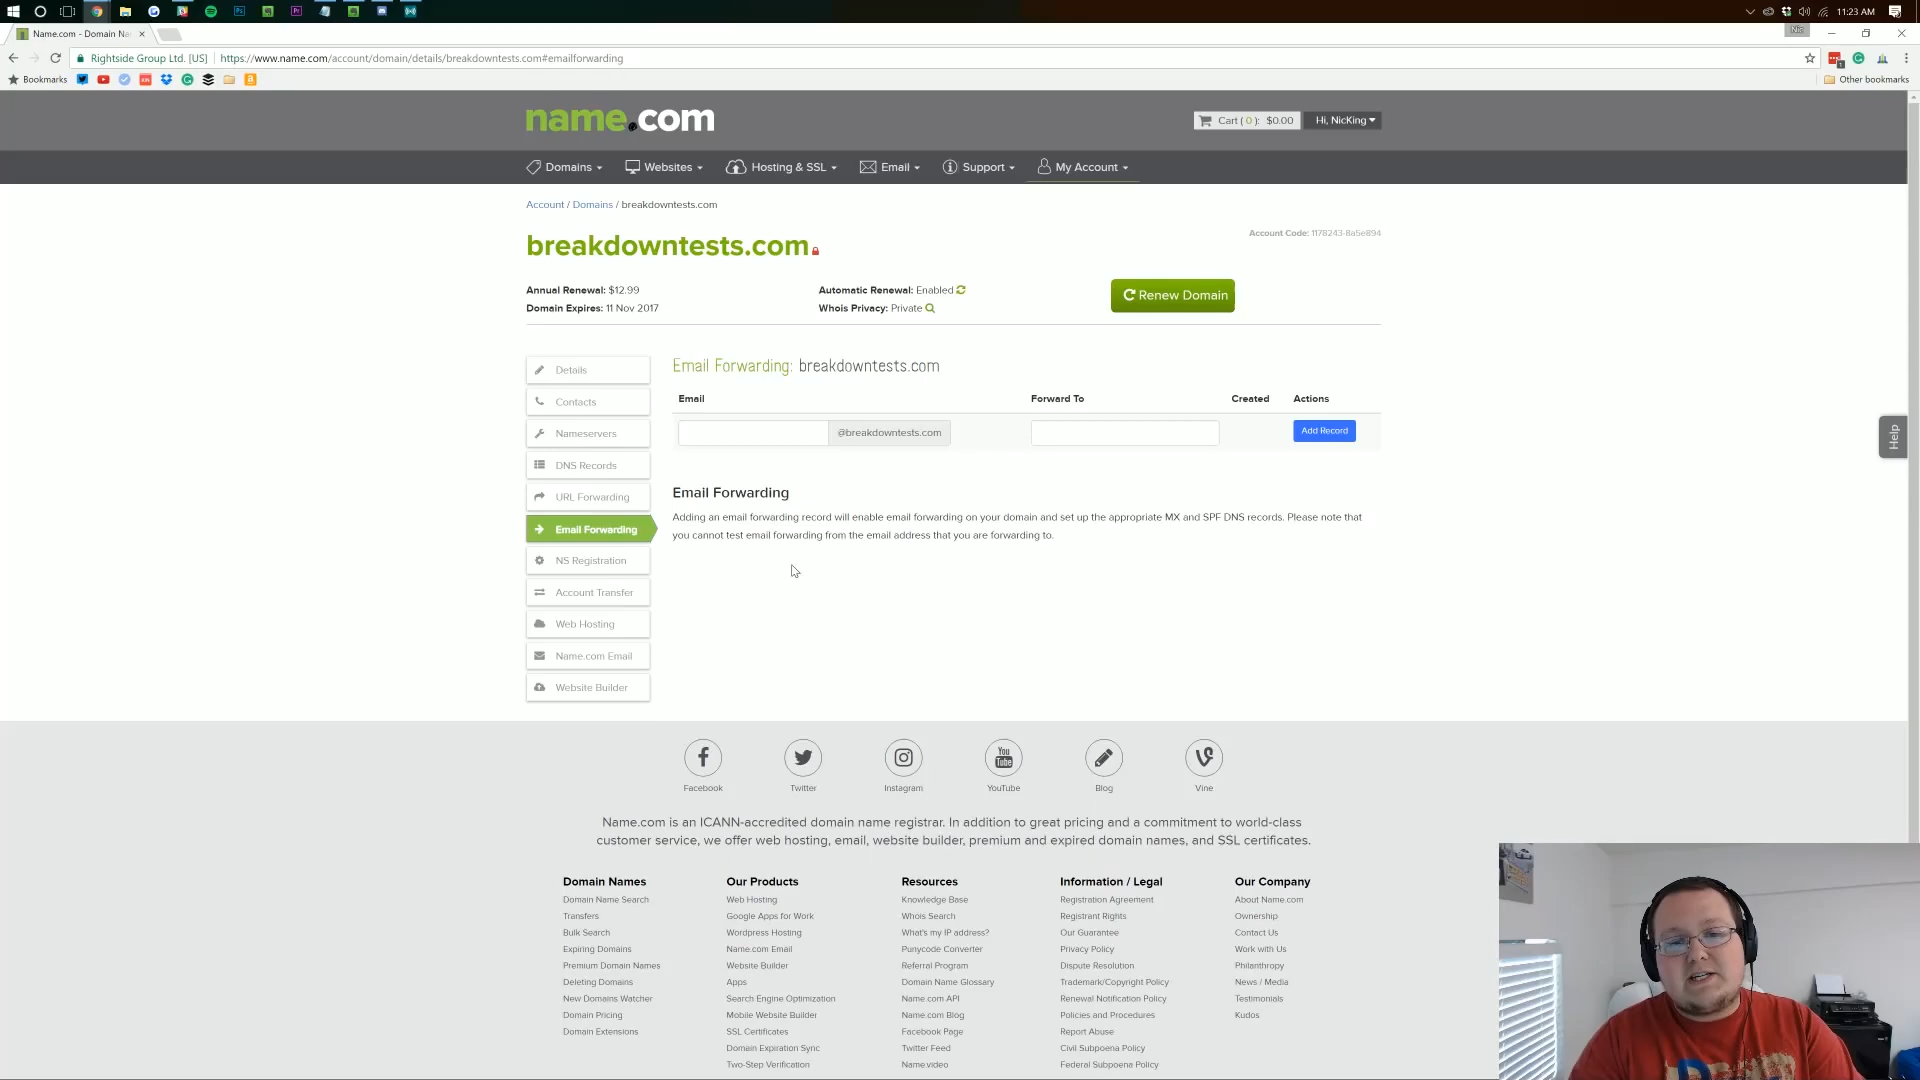 11:23 AM
Name.com - Domain Na
Nic
Rightside Group Ltd. [US]
https://www.name.com/account/domain/details/breakdowntests.com#emailforwarding
Bookmarks
Other bookmarks
name.com
Cart ( 0 ): $0.00
Hi, NicKing
Domains
Websites
Hosting & SSL
Email
Support
My Account
Account / Domains / breakdowntests.com
Account Code: 1178243-8a5e894
breakdowntests.com
Annual Renewal: $12.99
Automatic Renewal: Enabled
Renew Domain
Domain Expires: 11 Nov 2017
Whois Privacy: Private
Details
Contacts
Nameservers
DNS Records
URL Forwarding
Email Forwarding
NS Registration
Account Transfer
Web Hosting
Name.com Email
Website Builder
Email Forwarding: breakdowntests.com
Email
Forward To
Created
Actions
@breakdowntests.com
Add Record
Email Forwarding
Adding an email forwarding record will enable email forwarding on your domain and set up the appropriate MX and SPF DNS records. Please note that
you cannot test email forwarding from the email address that you are forwarding to.
Help
Facebook
Twitter
Instagram
You Tube
YouTube
Blog
Vine
Name.com is an ICANN-accredited domain name registrar. In addition to great pricing and a commitment to world-class
customer service, we offer web hosting, email, website builder, premium and expired domain names, and SSL certificates.
Domain Names
Domain Name Search
Transfers
Bulk Search
Expiring Domains
Premium Domain Names
Deleting Domains
New Domains Watcher
Domain Pricing
Domain Extensions
Our Products
Web Hosting
Google Apps for Work
Wordpress Hosting
Name.com Email
Website Builder
Apps
Search Engine Optimization
Mobile Website Builder
SSL Certificates
Domain Expiration Sync
Two-Step Verification
Resources
Knowledge Base
Whois Search
What's my IP address?
Punycode Converter
Referral Program
Domain Name Glossary
Name.com API
Name.com Blog
Facebook Page
Twitter Feed
Name.video
Information / Legal
Registration Agreement
Registrant Rights
Our Guarantee
Privacy Policy
Dispute Resolution
Trademark/Copyright Policy
Renewal Notification Policy
Policies and Procedures
Report Abuse
Civil Subpoena Policy
Federal Subpoena Policy
Our Company
About Name.com
Ownership
Contact Us
Work with Us
Philanthropy
News / Media
Testimonials
Kudos